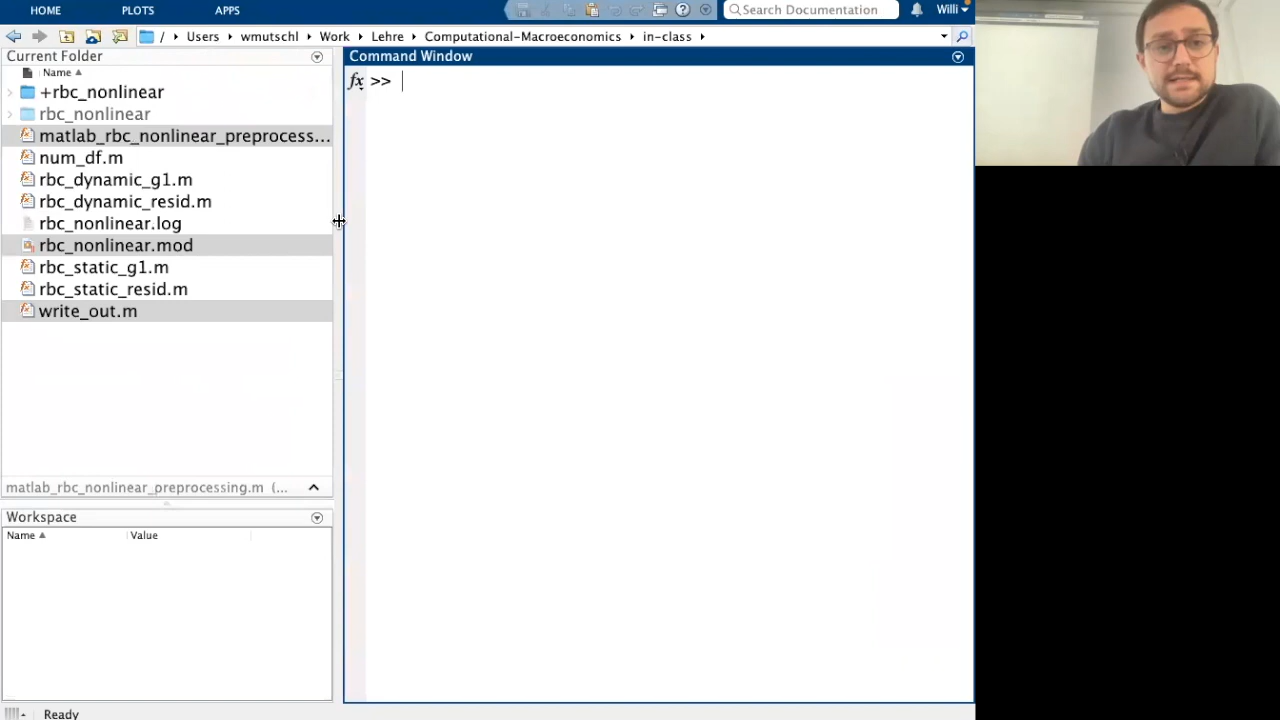 HOME PLOTS APPS Search Documentation Willi
/ Users wmutschl Work Lehre Computational-Macroeconomics in-class
Current Folder
Name
+rbc_nonlinear
rbc_nonlinear
matlab_rbc_nonlinear_preprocess...
num_df.m
rbc_dynamic_g1.m
rbc_dynamic_resid.m
rbc_nonlinear.log
rbc_nonlinear.mod
rbc_static_g1.m
rbc_static_resid.m
write_out.m
matlab_rbc_nonlinear_preprocessing.m (...
Workspace
Name Value
Command Window
fx >>
Ready